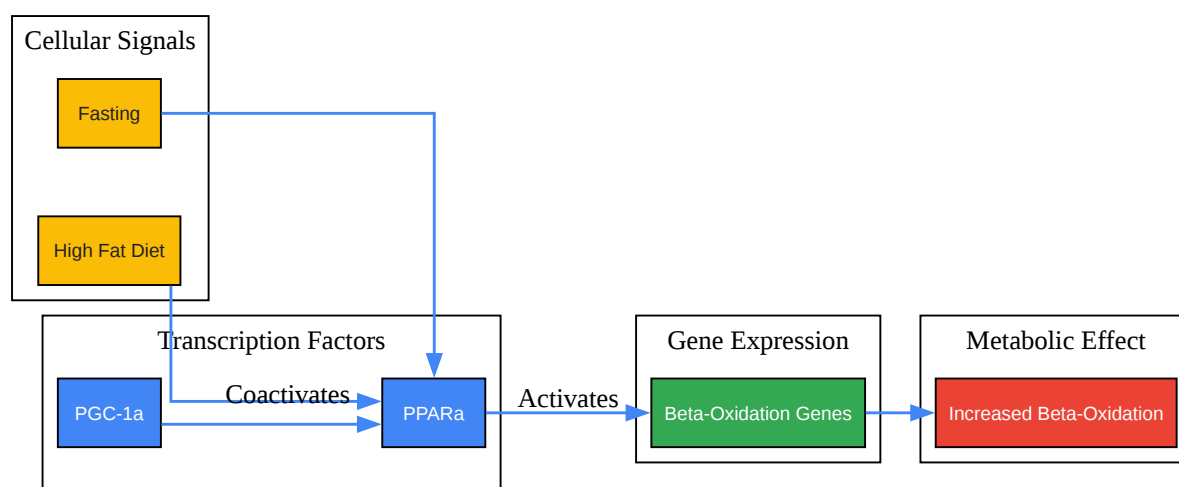 Cellular Signals
Fasting
High Fat Diet
Transcription Factors
PGC-1a
Coactivates
PPARa
Activates
Gene Expression
Beta-Oxidation Genes
Metabolic Effect
Increased Beta-Oxidation